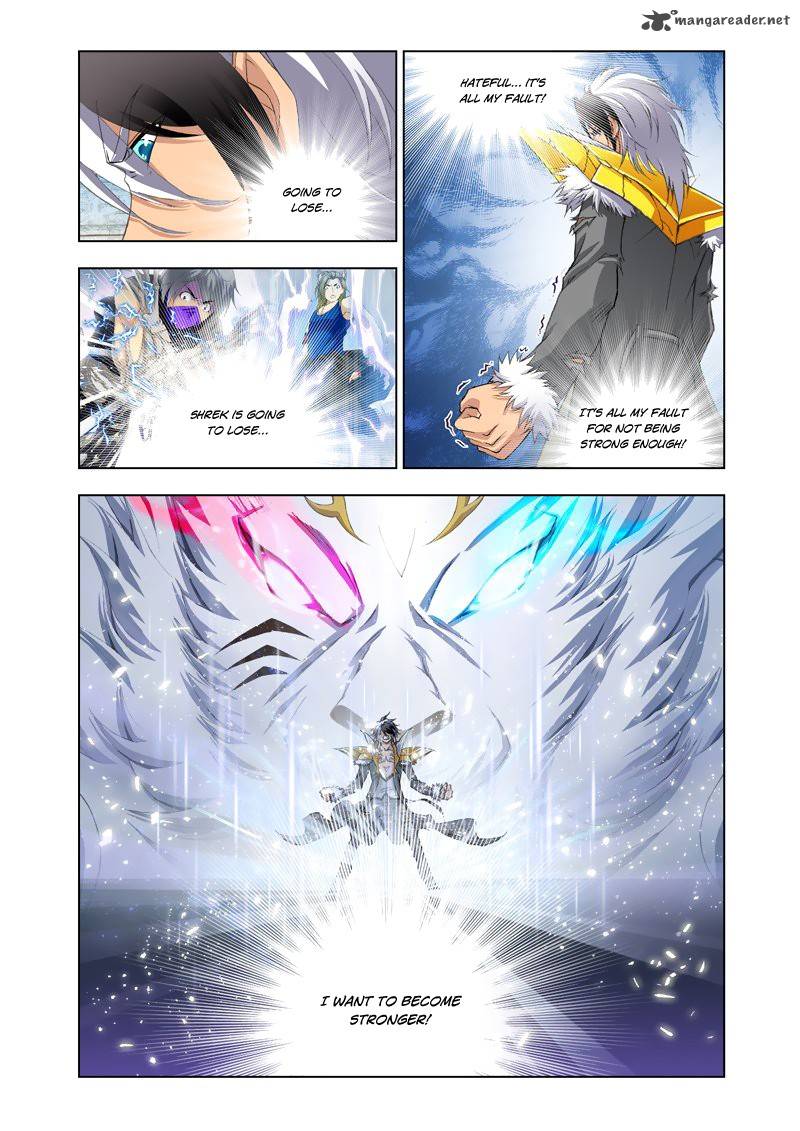 mangareader.net
GOING TO
LOSE...
HATEFUL... IT'S
ALL MY FAULT!
SHREK IS GOING
TO LOSE...
IT'S ALL MY FAULT
FOR NOT BEING
STRONG ENOUGH!
I WANT TO BECOME
STRONGER!